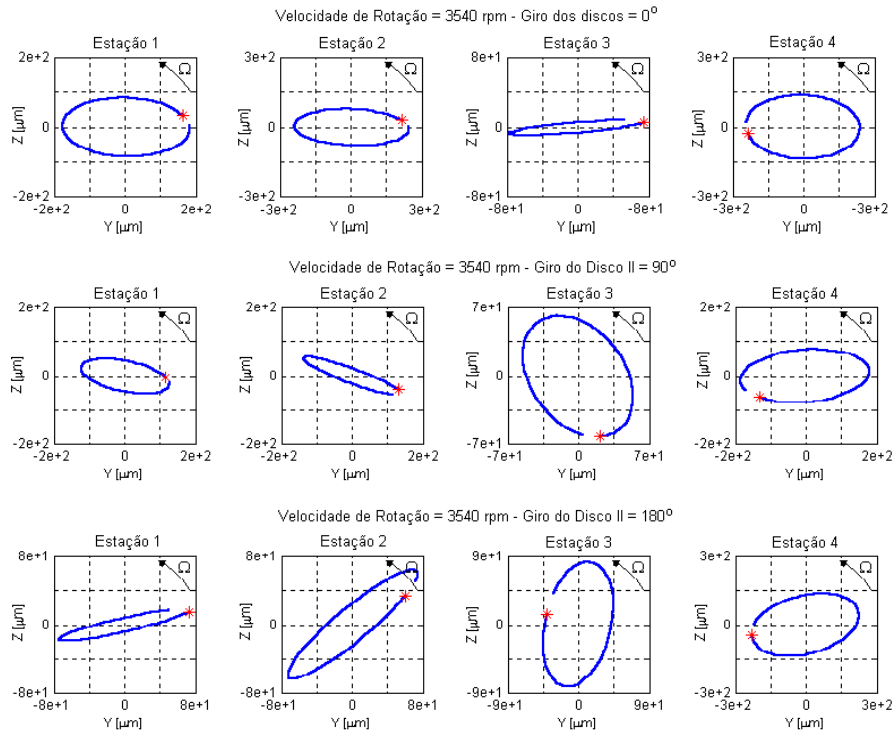 Velocidade de Rotação = 3540 rpm - Giro dos discos = 0º
Estação 1 Estação 2 Estação 3 Estação 4
2e+2 3e+2 8e+1 3e+2
Ω Ω Ω Ω
Z [µm] 0 Z [µm] 0 Z [µm] 0 Z [µm] 0
-2e+2 -3e+2 -8e+1 -3e+2
-2e+2 0 2e+2 -3e+2 0 3e+2 -8e+1 0 8e+1 -3e+2 0 3e+2
Y [µm] Y [µm] Y [µm] Y [µm]
Velocidade de Rotação = 3540 rpm - Giro do Disco II = 90º
Estação 1 Estação 2 Estação 3 Estação 4
2e+2 2e+2 7e+1 2e+2
Ω Ω Ω Ω
Z [µm] 0 Z [µm] 0 Z [µm] 0 Z [µm] 0
-2e+2 -2e+2 -7e+1 -2e+2
-2e+2 0 2e+2 -2e+2 0 2e+2 -7e+1 0 7e+1 -2e+2 0 2e+2
Y [µm] Y [µm] Y [µm] Y [µm]
Velocidade de Rotação = 3540 rpm - Giro do Disco II = 180º
Estação 1 Estação 2 Estação 3 Estação 4
8e+1 8e+1 9e+1 3e+2
Ω Ω Ω Ω
Z [µm] 0 Z [µm] 0 Z [µm] 0 Z [µm] 0
-8e+1 -8e+1 -9e+1 -3e+2
-8e+1 0 8e+1 -8e+1 0 8e+1 -9e+1 0 9e+1 -3e+2 0 3e+2
Y [µm] Y [µm] Y [µm] Y [µm]